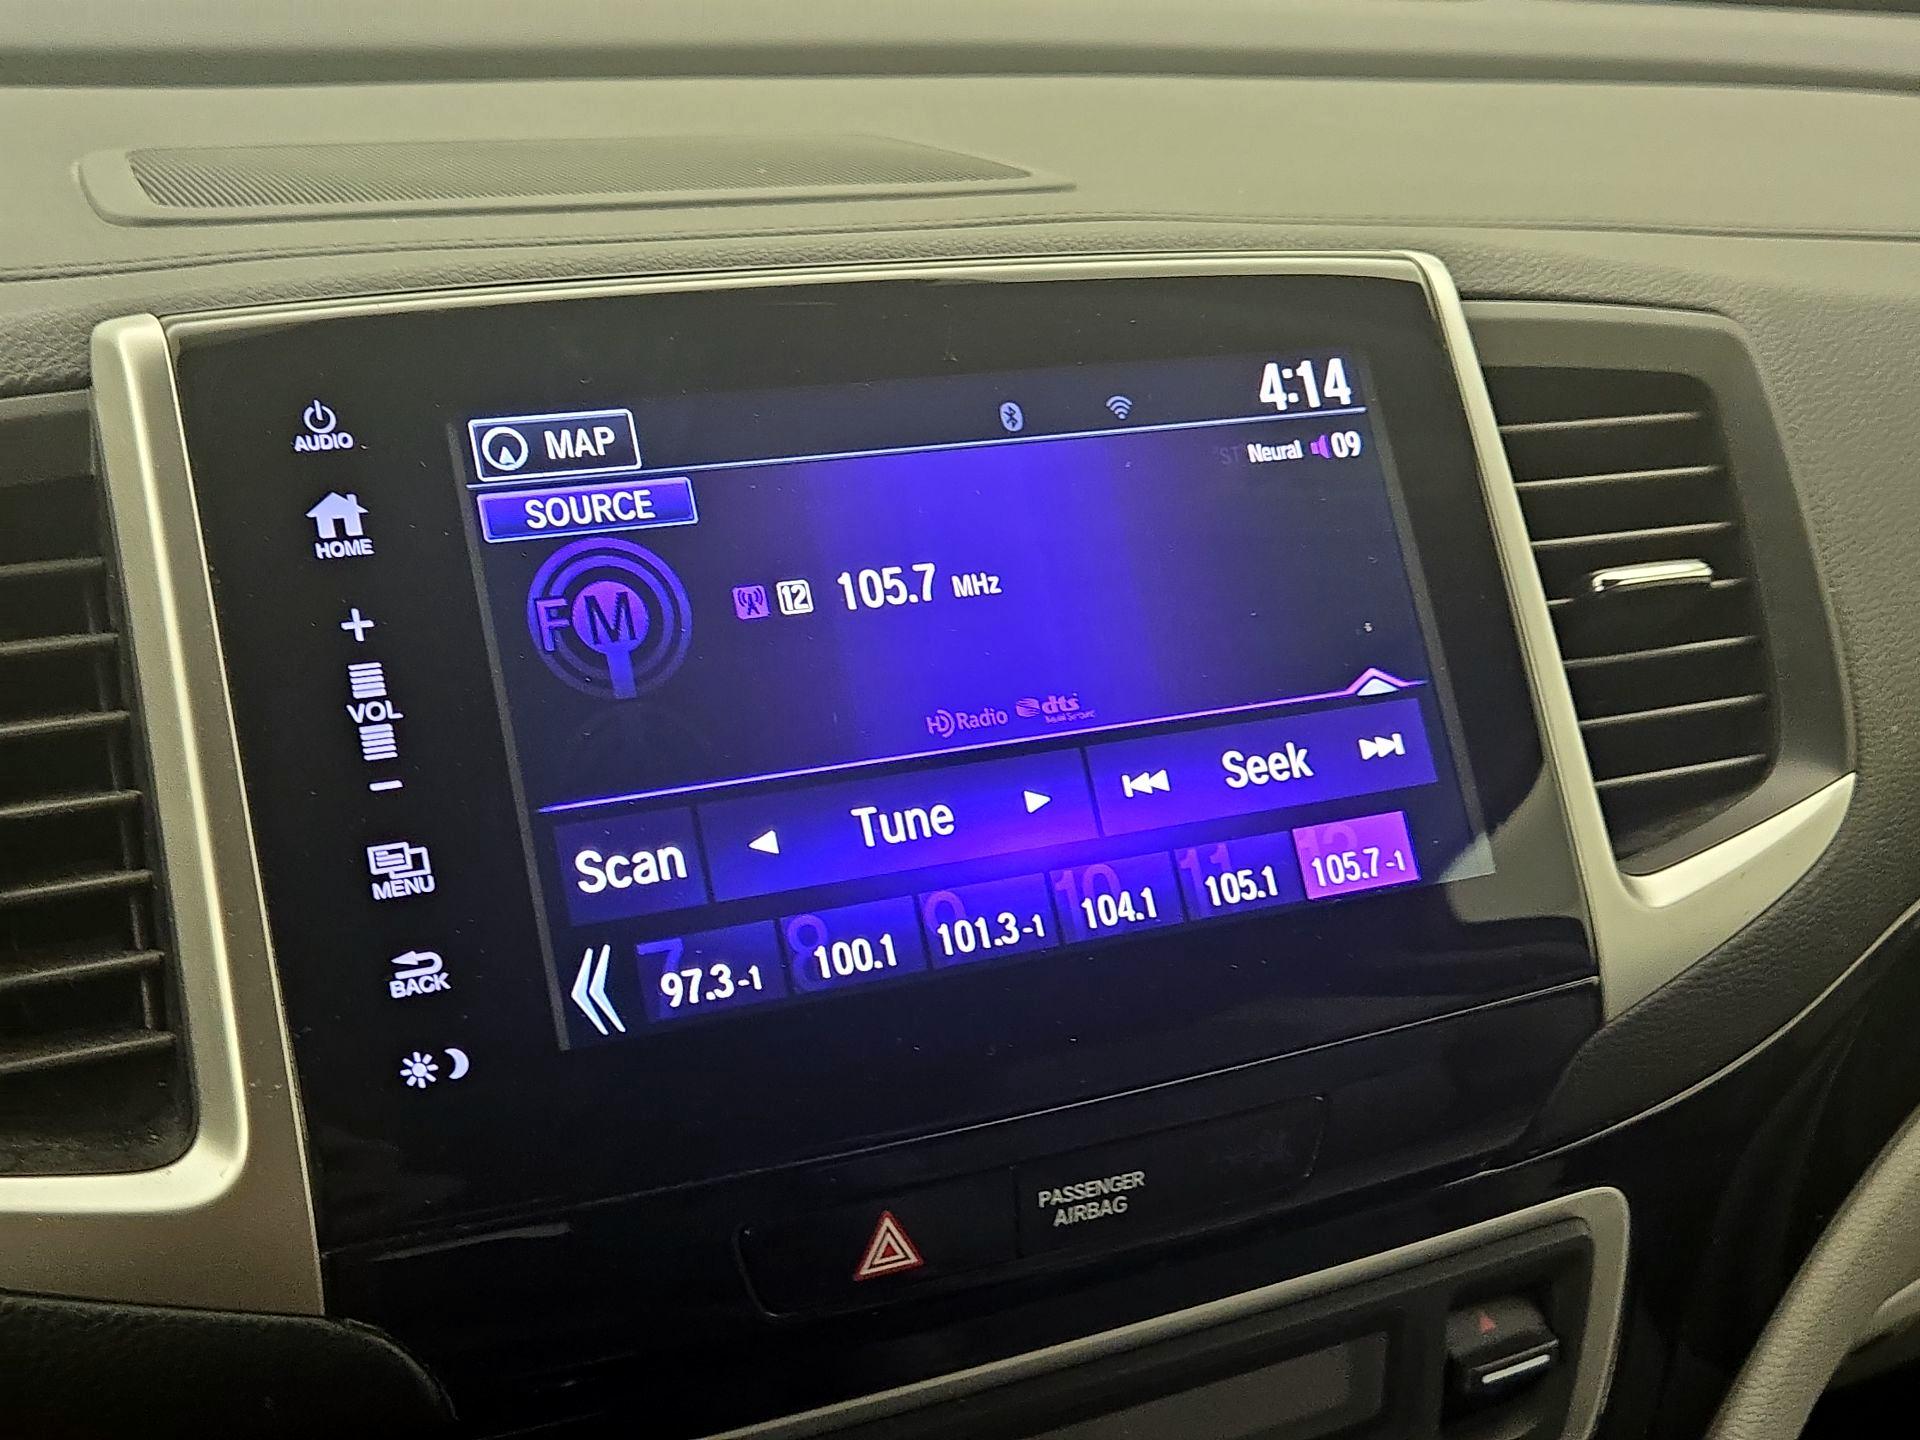 4:14
MAP
Neural 09
SOURCE
FM
12 105.7 MHz
HD Radio dts
Scan
Tune
Seek
7 97.3-1
8 100.1
9 101.3-1
10 104.1
11 105.1
12 105.7-1
AUDIO
HOME
+
VOL
-
MENU
BACK
PASSENGER
AIRBAG